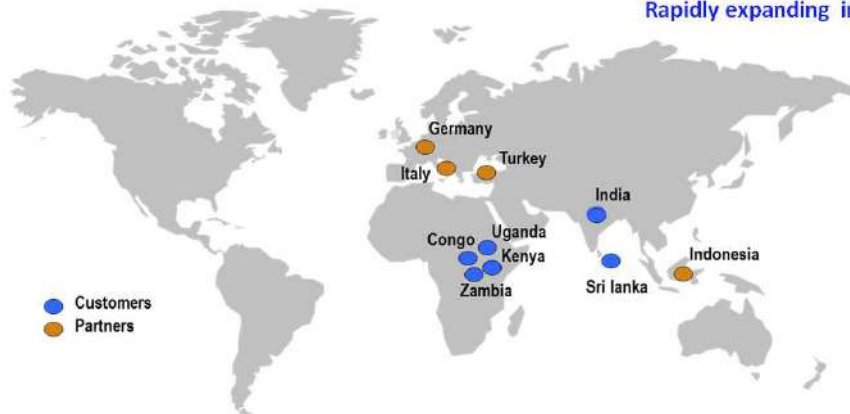 Rapidly expanding
Germany
Turkey
Italy
India
Uganda
Congo
Kenya
Indonesia
Zambia
Sri lanka
Customers
Partners